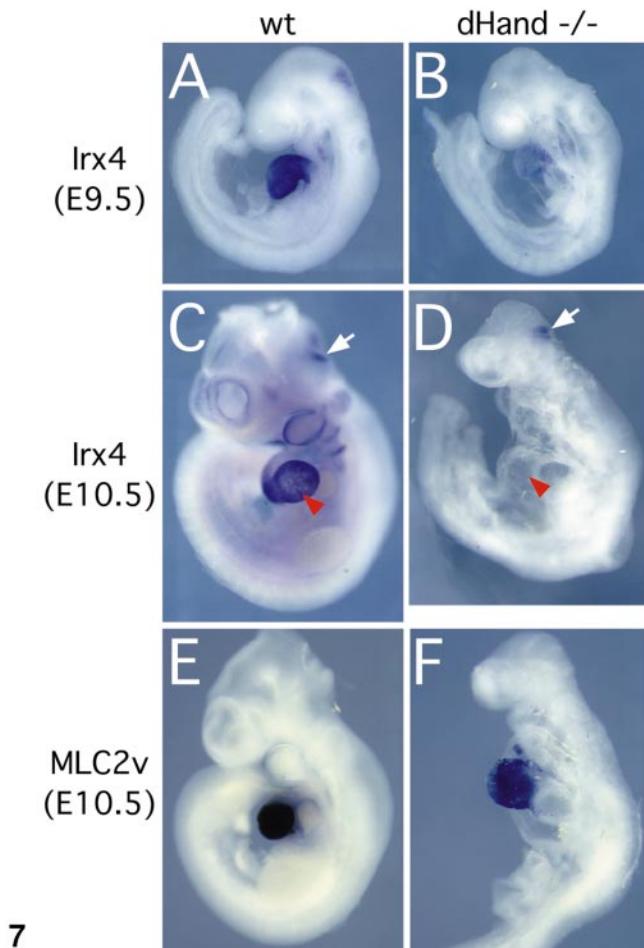 wt dHand -/-
A B
Irx4
(E9.5)
C D
Irx4
(E10.5)
E F
MLC2v
(E10.5)
7